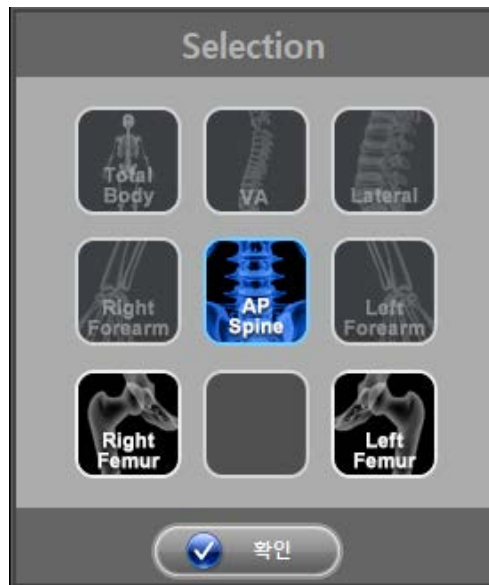 Selection
Total
Body
VA
Lateral
Right
Forearm
AP
Spine
Left
Forearm
Right
Femur
Left
Femur
확인